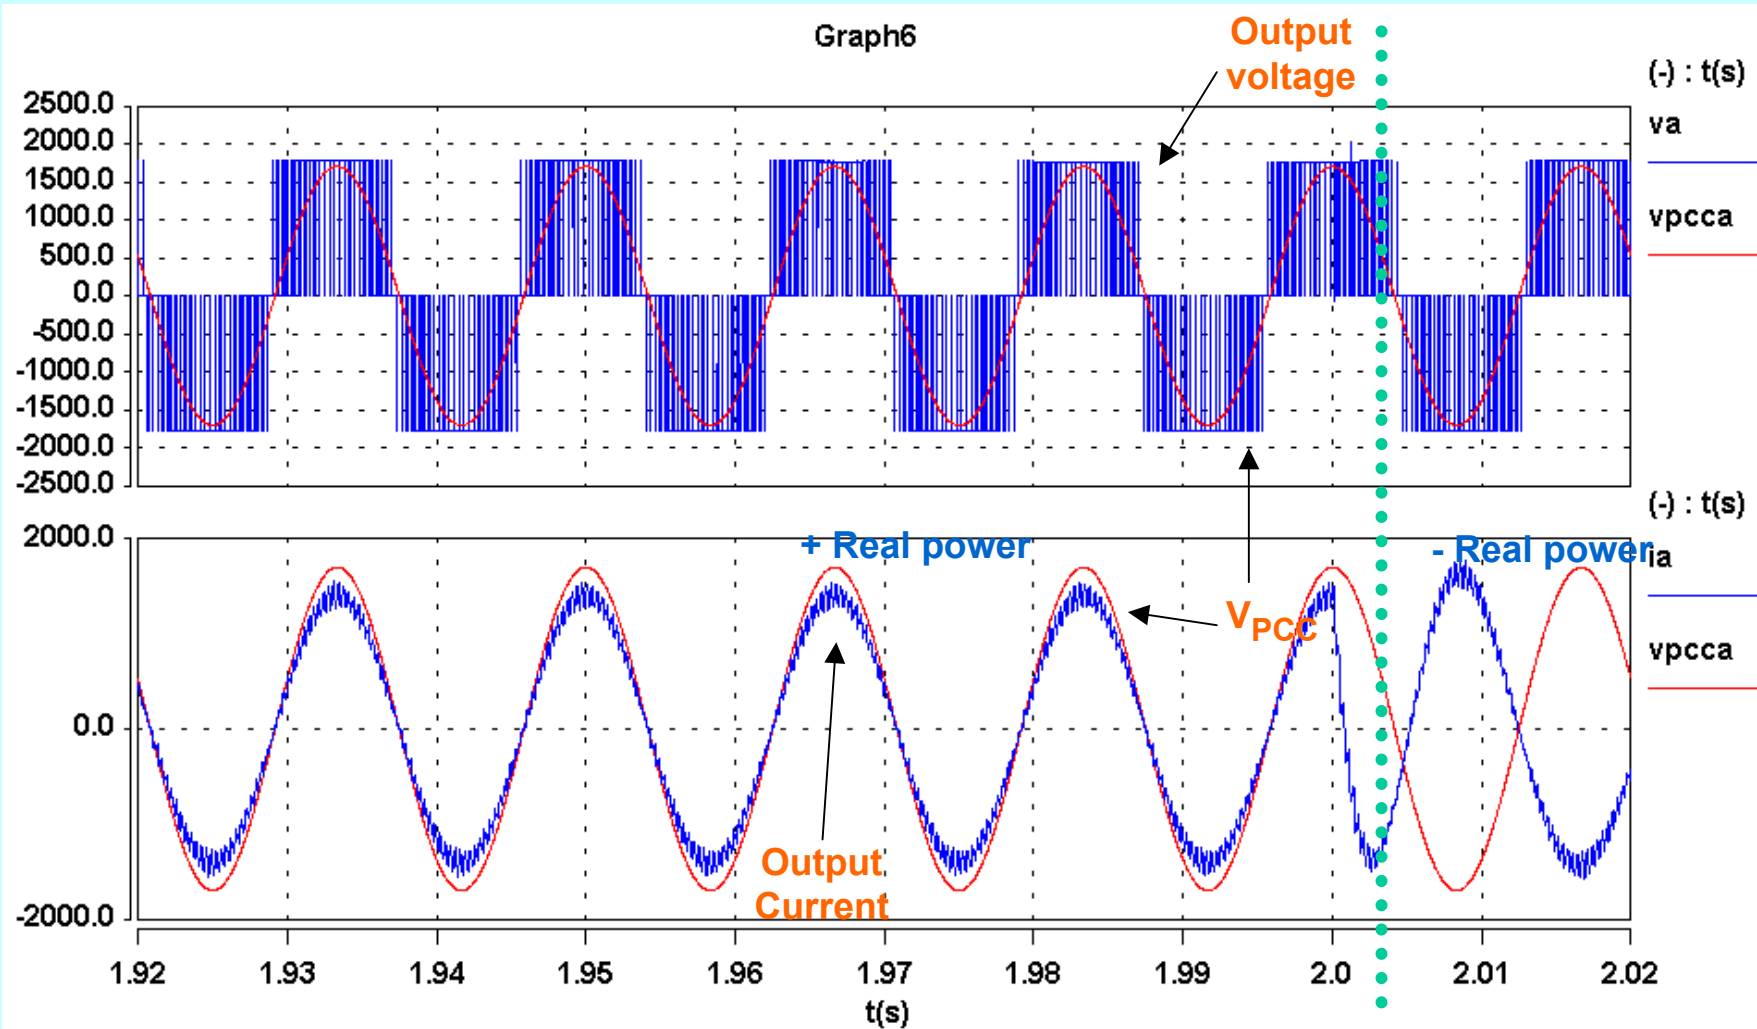 Graph6
Output
voltage
(-) : t(s)
va
vpcca
2500.0
2000.0
1500.0
1000.0
500.0
0.0
-500.0
-1000.0
-1500.0
-2000.0
-2500.0
(-) : t(s)
ia
vpcca
2000.0
0.0
-2000.0
+ Real power
- Real power
VPCC
Output
Current
1.92 1.93 1.94 1.95 1.96 1.97 1.98 1.99 2.0 2.01 2.02
t(s)